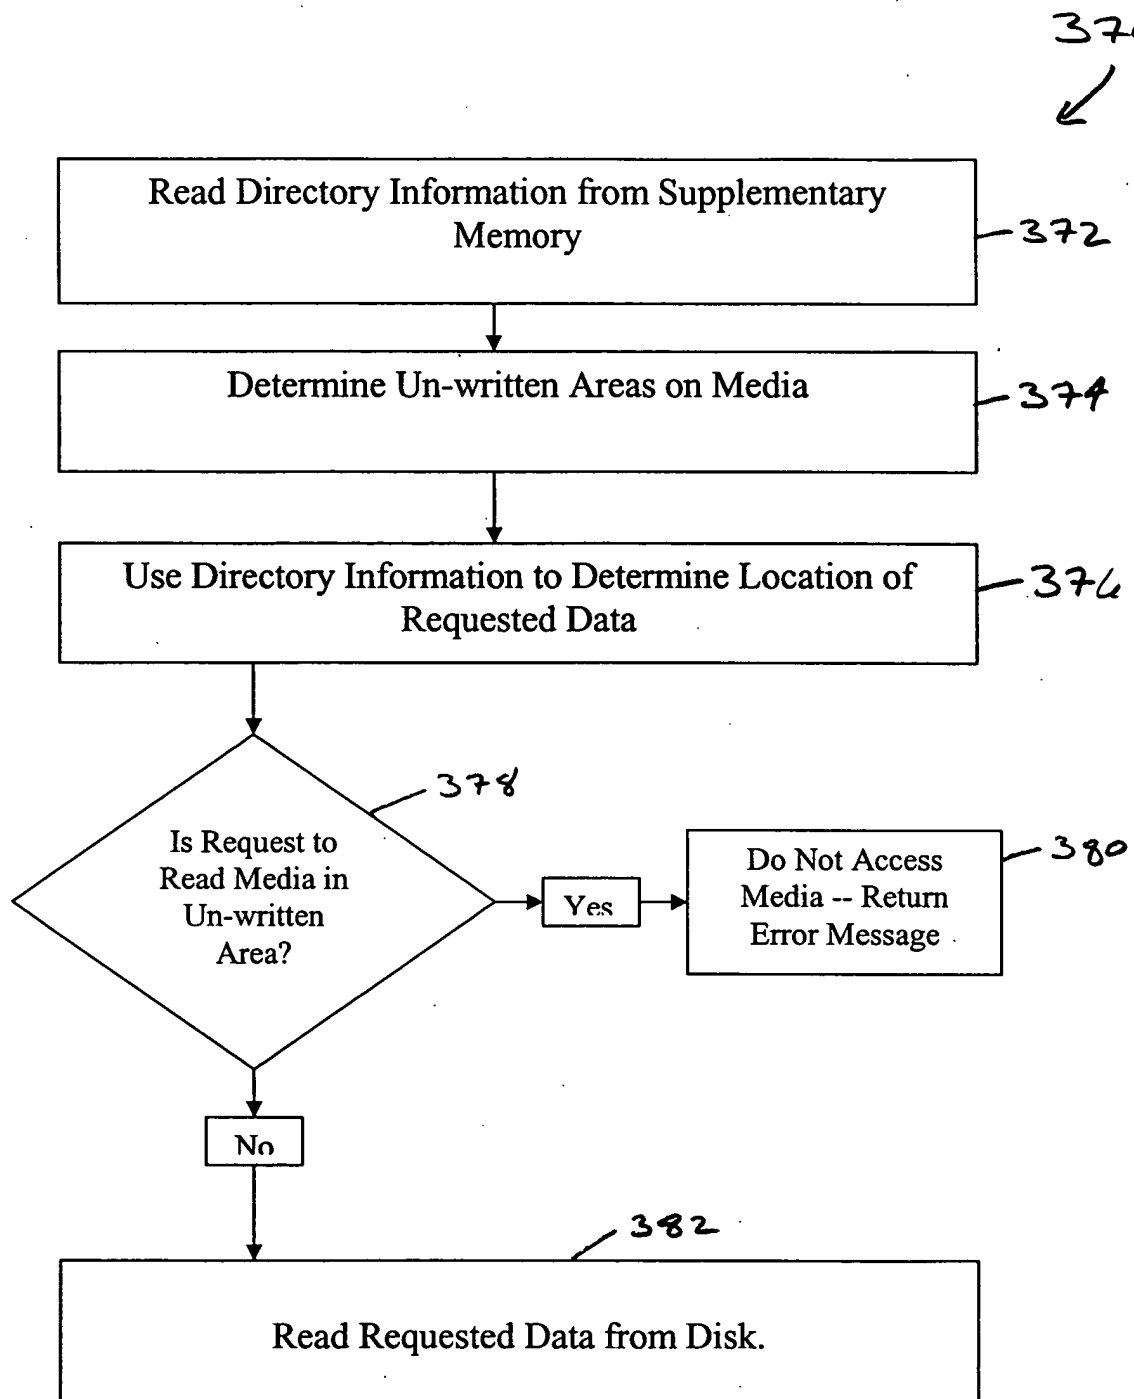 Read Directory Information from Supplementary
Memory
372
Determine Un-written Areas on Media
374
Use Directory Information to Determine Location of
Requested Data
376
378
Is Request to
Read Media in
Un-written
Area?
Yes
Do Not Access
Media -- Return
Error Message
380
No
382
Read Requested Data from Disk.